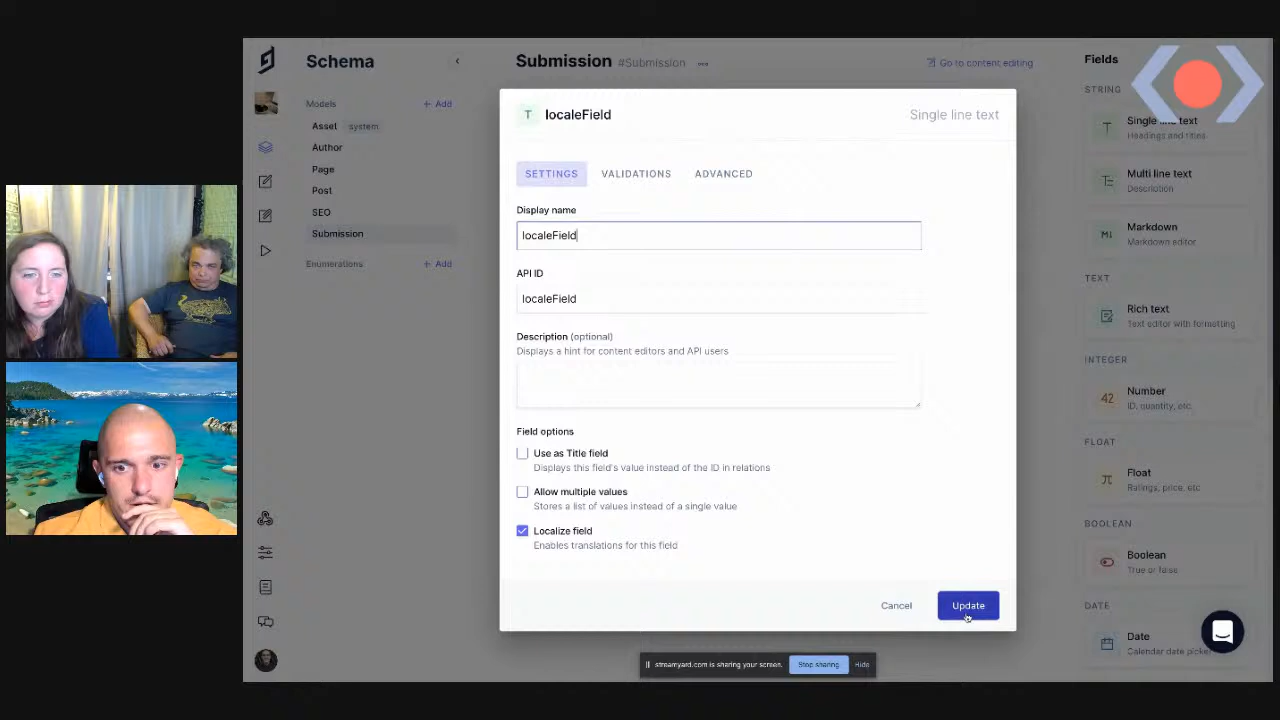 Schema
Models
+ Add
Asset system
Author
Page
Post
SEO
Submission
Enumerations
+ Add
Submission #Submission
Go to content editing
T localeField
Single line text
SETTINGS VALIDATIONS ADVANCED
Display name
localeField
API ID
localeField
Description (optional)
Displays a hint for content editors and API users
Field options
Use as Title field
Displays this field's value instead of the ID in relations
Allow multiple values
Stores a list of values instead of a single value
Localize field
Enables translations for this field
Cancel Update
streamyard.com is sharing your screen. Stop sharing Hide
Fields
STRING
Single line text
Headings and titles
Multi line text
Description
Markdown
Markdown editor
TEXT
Rich text
Text editor with formatting
INTEGER
42 Number
ID, quantity, etc.
FLOAT
Float
Ratings, price, etc
BOOLEAN
Boolean
True or false
DATE
Date
Calendar date picker